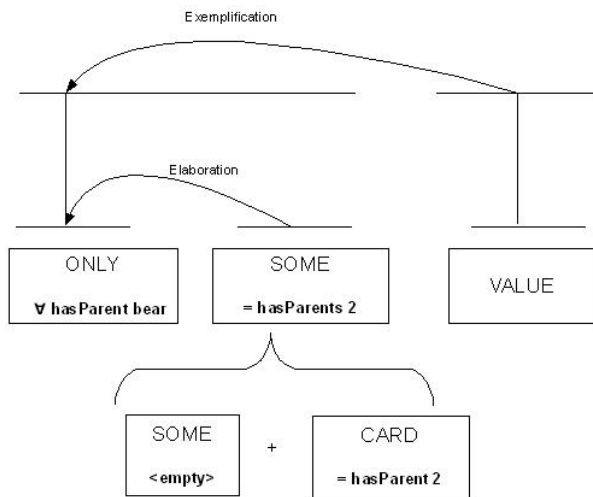 Exemplification
Elaboration
ONLY
∀ hasParent bear
SOME
= hasParents 2
VALUE
SOME
<empty>
+
CARD
= hasParent 2